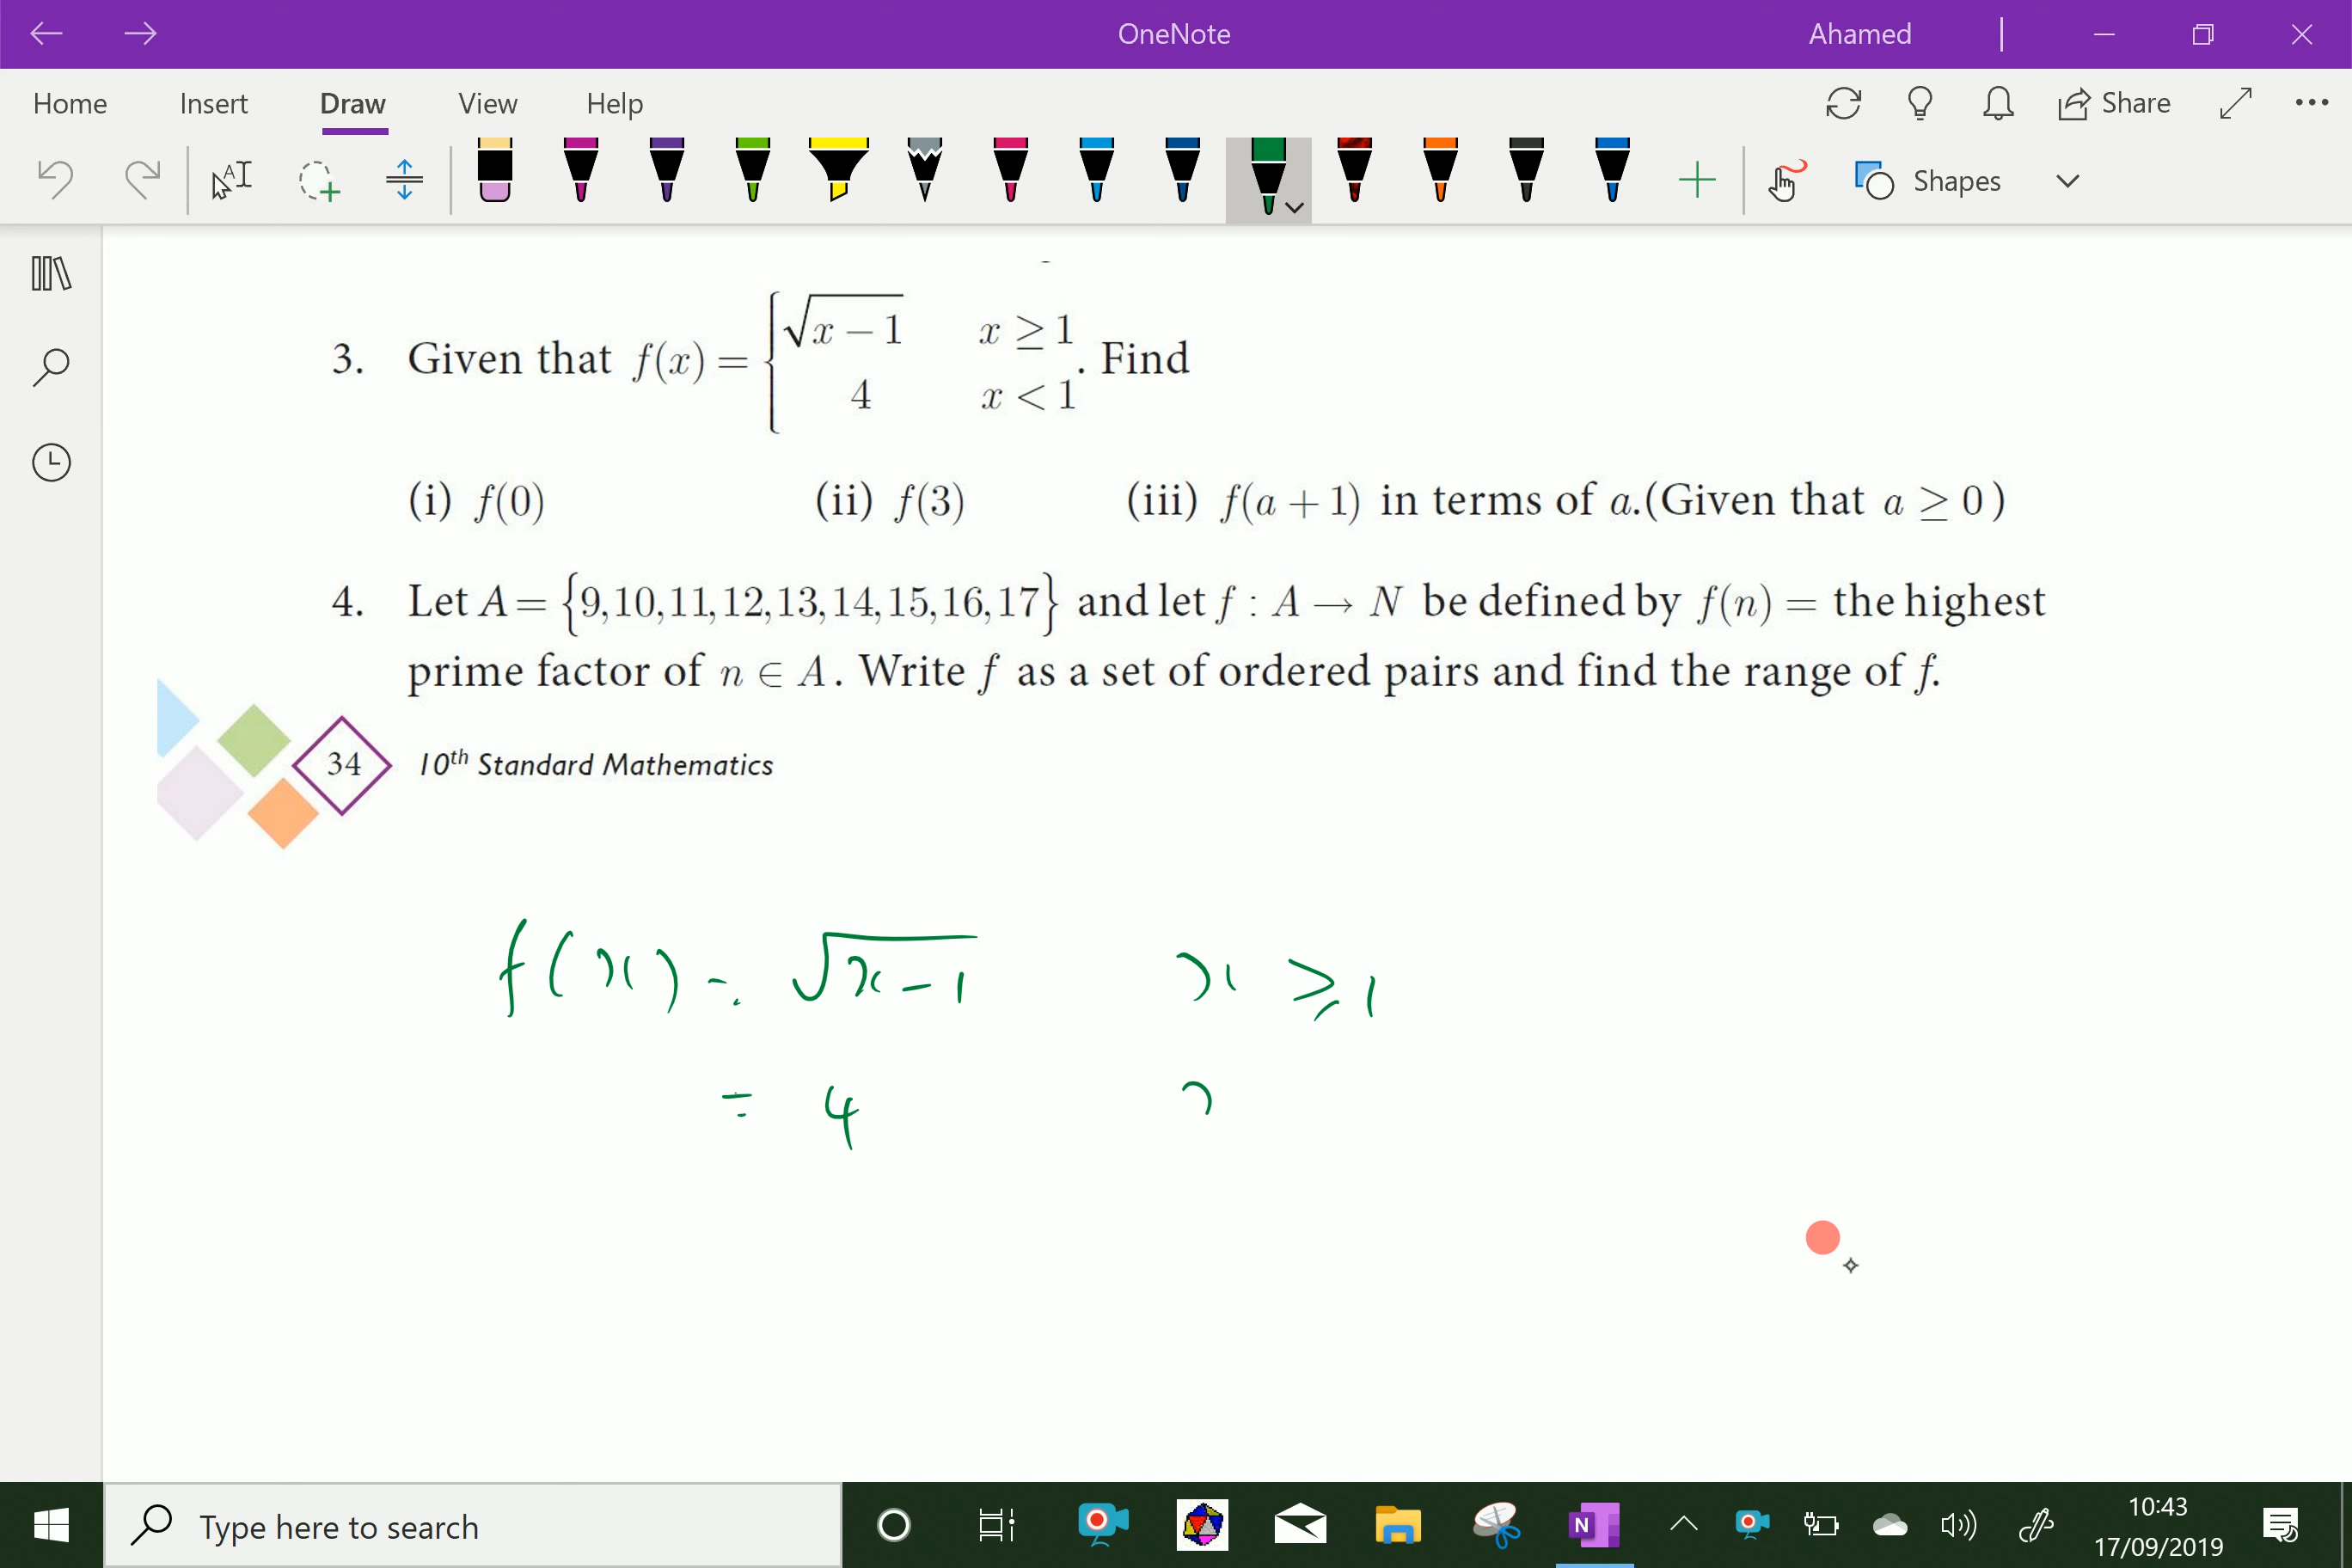 OneNote
Ahamed
Home Insert Draw View Help
Share
Shapes
3. Given that f(x) = { √(x − 1) x ≥ 1
4 x < 1 . Find
(i) f(0) (ii) f(3) (iii) f(a + 1) in terms of a.(Given that a ≥ 0 )
4. Let A = {9,10,11,12,13,14,15,16,17} and let f : A → N be defined by f(n) = the highest
prime factor of n ∈ A. Write f as a set of ordered pairs and find the range of f.
34 10th Standard Mathematics
f(x) = √(x-1) x ≥ 1
= 4
Type here to search
N
10:43
17/09/2019